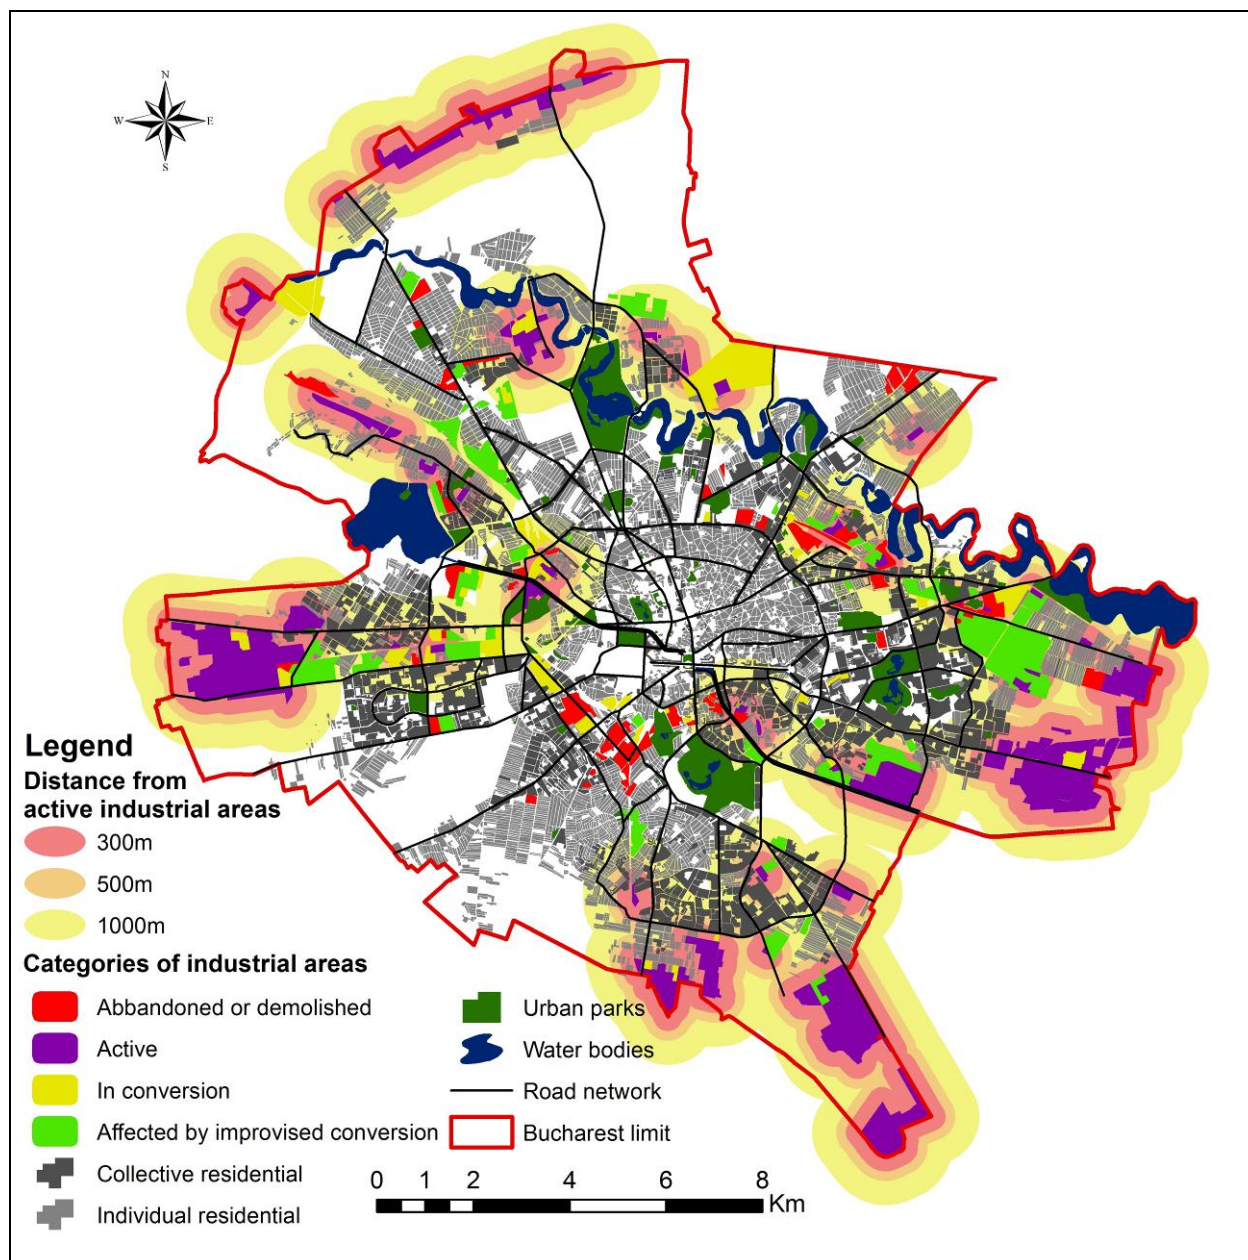 N
W E
S
Legend
Distance from
active industrial areas
300m
500m
1000m
Categories of industrial areas
Abbandoned or demolished
Active
In conversion
Affected by improvised conversion
Collective residential
Individual residential
Urban parks
Water bodies
Road network
Bucharest limit
0 1 2 4 6 8
Km